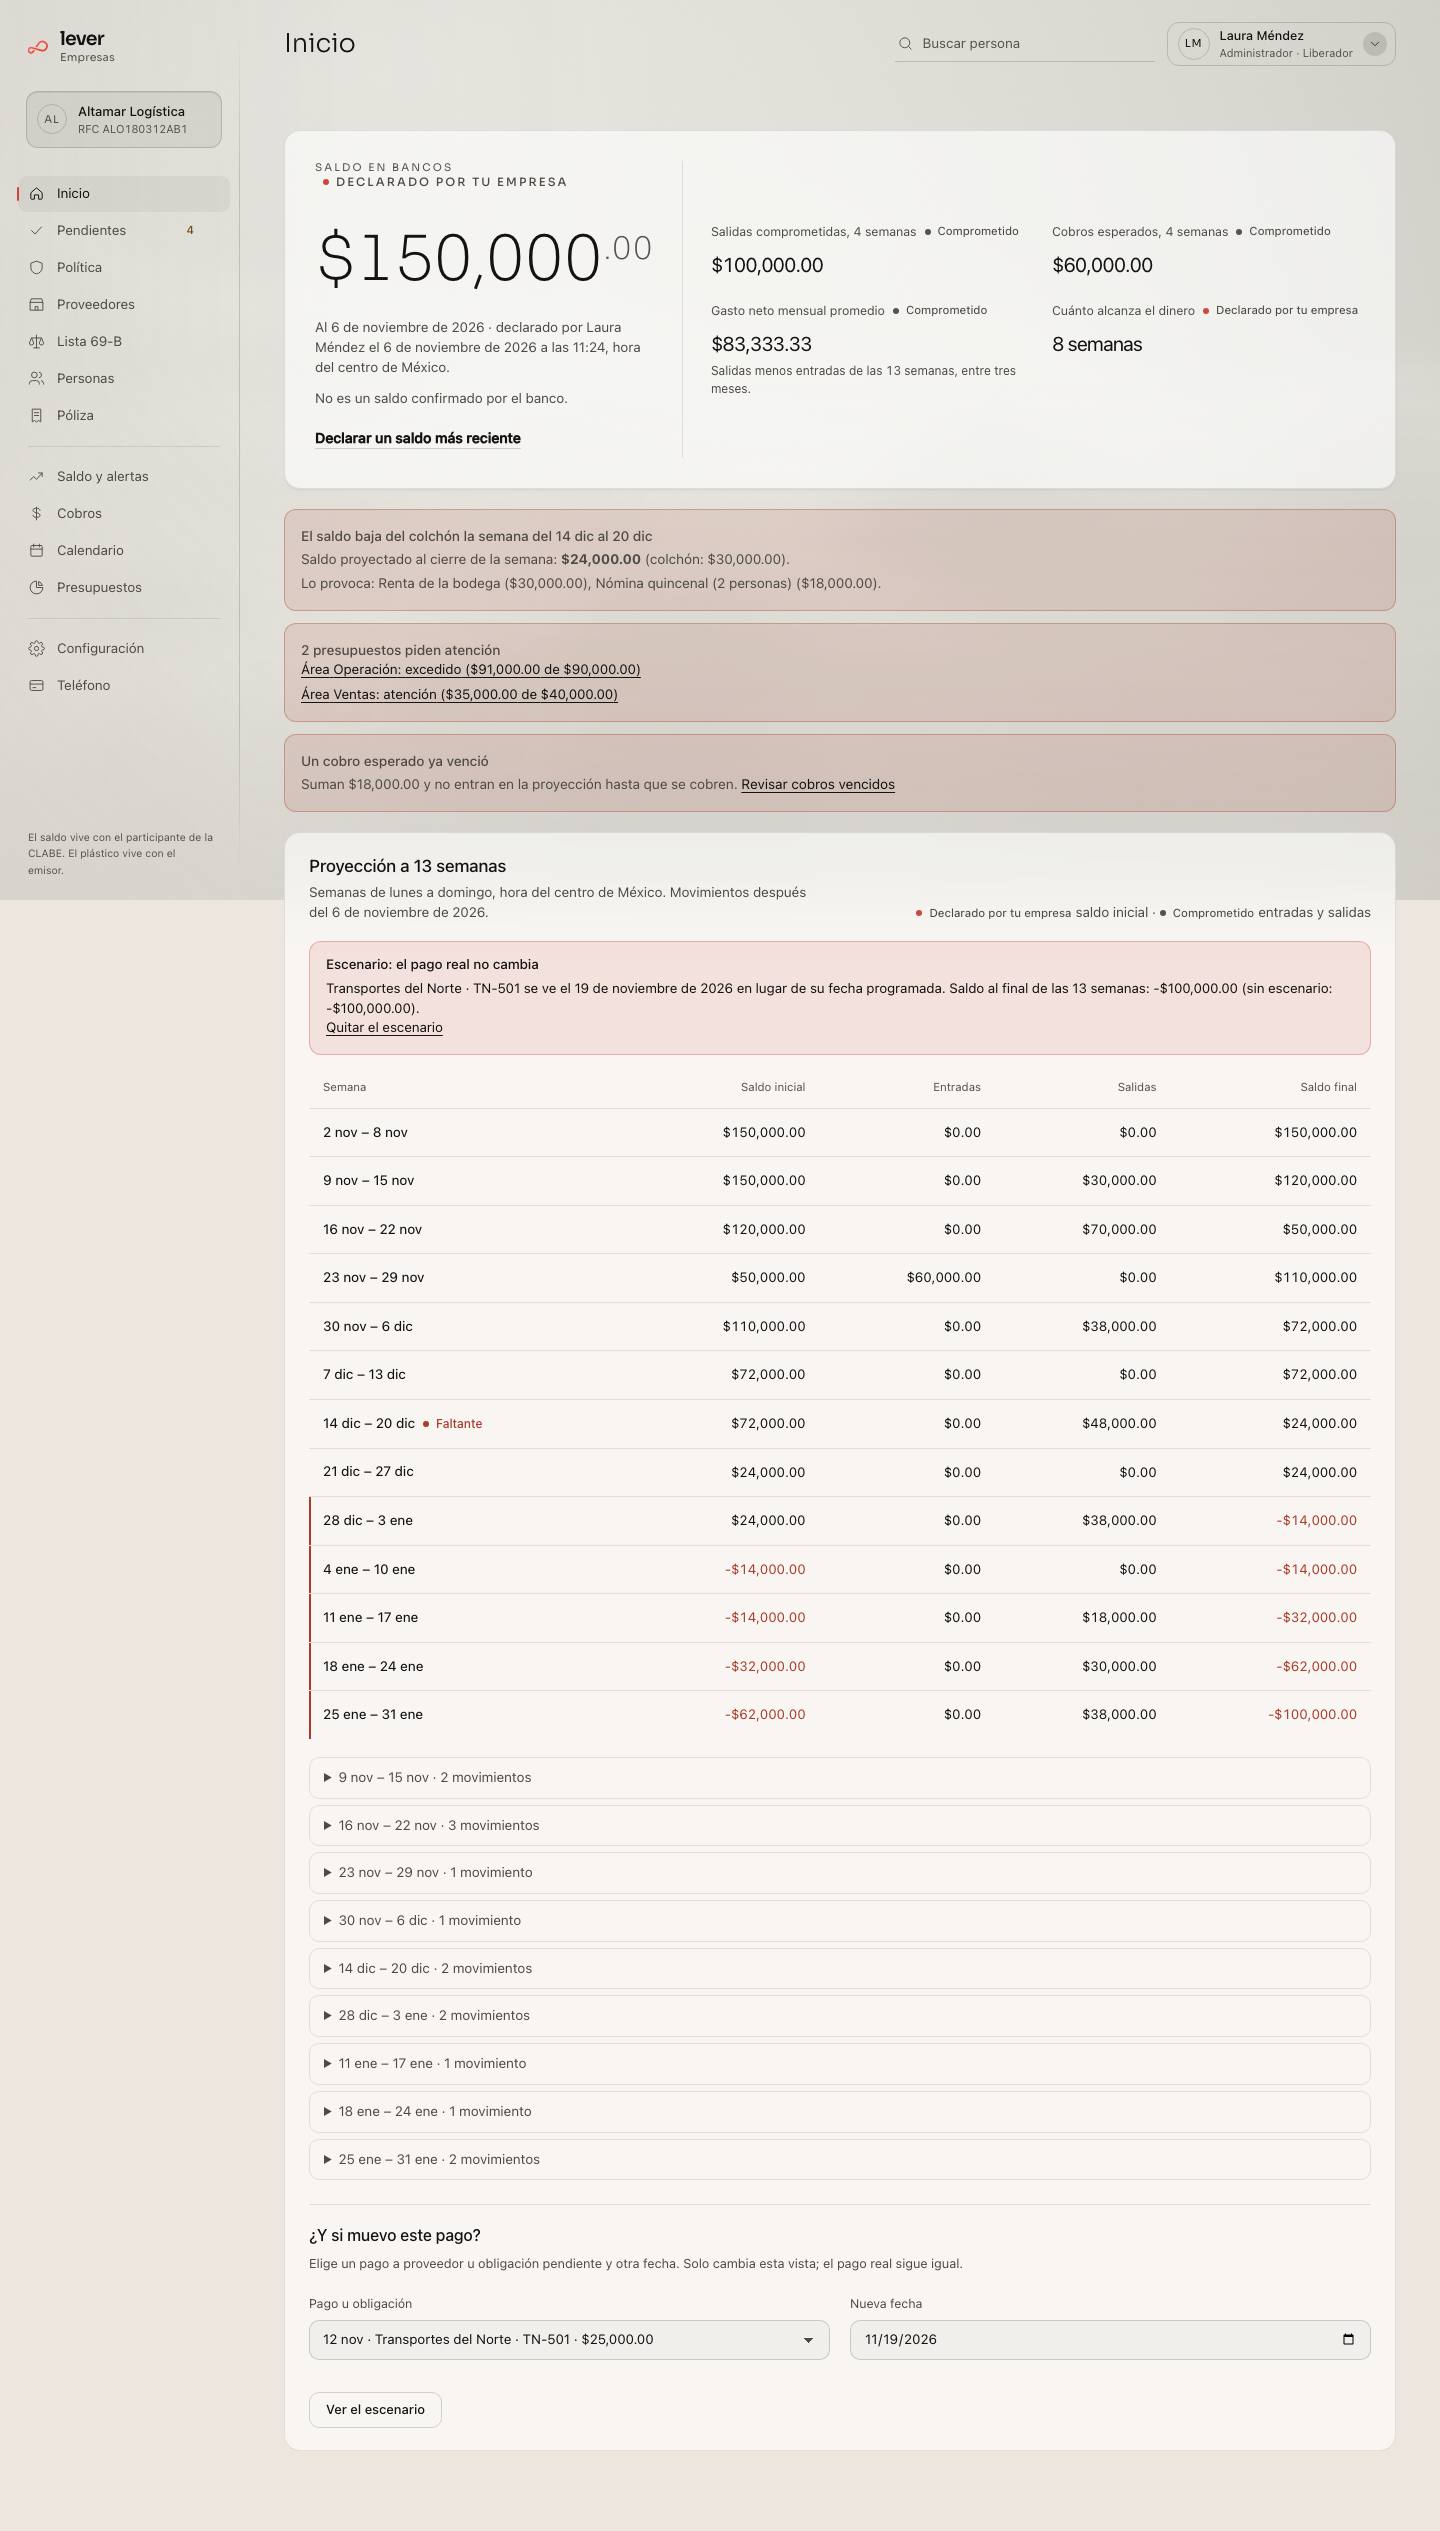 lever
Empresas
AL
Altamar Logística
RFC ALO180312AB1
Inicio
Pendientes 4
Política
Proveedores
Lista 69-B
Personas
Póliza
Saldo y alertas
Cobros
Calendario
Presupuestos
Configuración
Teléfono
El saldo vive con el participante de la
CLABE. El plástico vive con el
emisor.
Inicio
Buscar persona
LM
Laura Méndez
Administrador · Liberador
SALDO EN BANCOS
DECLARADO POR TU EMPRESA
$150,000.00
Al 6 de noviembre de 2026 · declarado por Laura
Méndez el 6 de noviembre de 2026 a las 11:24, hora
del centro de México.
No es un saldo confirmado por el banco.
Declarar un saldo más reciente
Salidas comprometidas, 4 semanas Comprometido
$100,000.00
Cobros esperados, 4 semanas Comprometido
$60,000.00
Gasto neto mensual promedio Comprometido
$83,333.33
Salidas menos entradas de las 13 semanas, entre tres
meses.
Cuánto alcanza el dinero Declarado por tu empresa
8 semanas
El saldo baja del colchón la semana del 14 dic al 20 dic
Saldo proyectado al cierre de la semana: $24,000.00 (colchón: $30,000.00).
Lo provoca: Renta de la bodega ($30,000.00), Nómina quincenal (2 personas) ($18,000.00).
2 presupuestos piden atención
Área Operación: excedido ($91,000.00 de $90,000.00)
Área Ventas: atención ($35,000.00 de $40,000.00)
Un cobro esperado ya venció
Suman $18,000.00 y no entran en la proyección hasta que se cobren. Revisar cobros vencidos
Proyección a 13 semanas
Semanas de lunes a domingo, hora del centro de México. Movimientos después
del 6 de noviembre de 2026.
Declarado por tu empresa saldo inicial · Comprometido entradas y salidas
Escenario: el pago real no cambia
Transportes del Norte · TN-501 se ve el 19 de noviembre de 2026 en lugar de su fecha programada. Saldo al final de las 13 semanas: -$100,000.00 (sin escenario:
-$100,000.00).
Quitar el escenario
Semana Saldo inicial Entradas Salidas Saldo final
2 nov – 8 nov $150,000.00 $0.00 $0.00 $150,000.00
9 nov – 15 nov $150,000.00 $0.00 $30,000.00 $120,000.00
16 nov – 22 nov $120,000.00 $0.00 $70,000.00 $50,000.00
23 nov – 29 nov $50,000.00 $60,000.00 $0.00 $110,000.00
30 nov – 6 dic $110,000.00 $0.00 $38,000.00 $72,000.00
7 dic – 13 dic $72,000.00 $0.00 $0.00 $72,000.00
14 dic – 20 dic Faltante $72,000.00 $0.00 $48,000.00 $24,000.00
21 dic – 27 dic $24,000.00 $0.00 $0.00 $24,000.00
28 dic – 3 ene $24,000.00 $0.00 $38,000.00 -$14,000.00
4 ene – 10 ene -$14,000.00 $0.00 $0.00 -$14,000.00
11 ene – 17 ene -$14,000.00 $0.00 $18,000.00 -$32,000.00
18 ene – 24 ene -$32,000.00 $0.00 $30,000.00 -$62,000.00
25 ene – 31 ene -$62,000.00 $0.00 $38,000.00 -$100,000.00
9 nov – 15 nov · 2 movimientos
16 nov – 22 nov · 3 movimientos
23 nov – 29 nov · 1 movimiento
30 nov – 6 dic · 1 movimiento
14 dic – 20 dic · 2 movimientos
28 dic – 3 ene · 2 movimientos
11 ene – 17 ene · 1 movimiento
18 ene – 24 ene · 1 movimiento
25 ene – 31 ene · 2 movimientos
¿Y si muevo este pago?
Elige un pago a proveedor u obligación pendiente y otra fecha. Solo cambia esta vista; el pago real sigue igual.
Pago u obligación
12 nov · Transportes del Norte · TN-501 · $25,000.00
Nueva fecha
11/19/2026
Ver el escenario